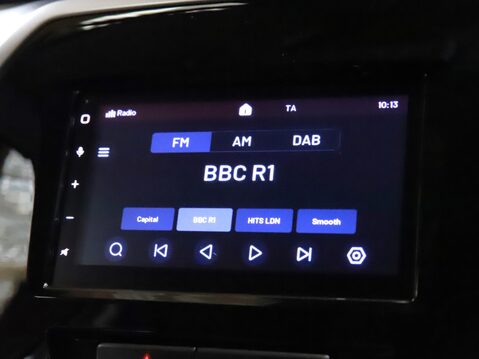 Radio TA 10:13
FM AM DAB
BBC R1
Capital BBC R1 HITS LDN Smooth